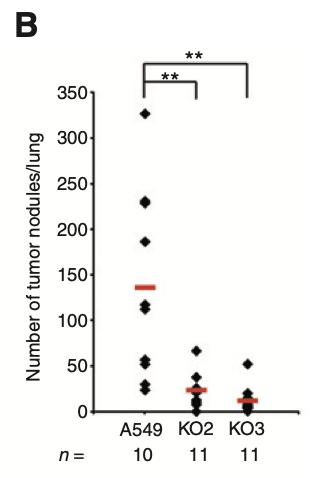 B
**
**
Number of tumor nodules/lung
350
300
250
200
150
100
50
0
A549 KO2 KO3
n = 10 11 11